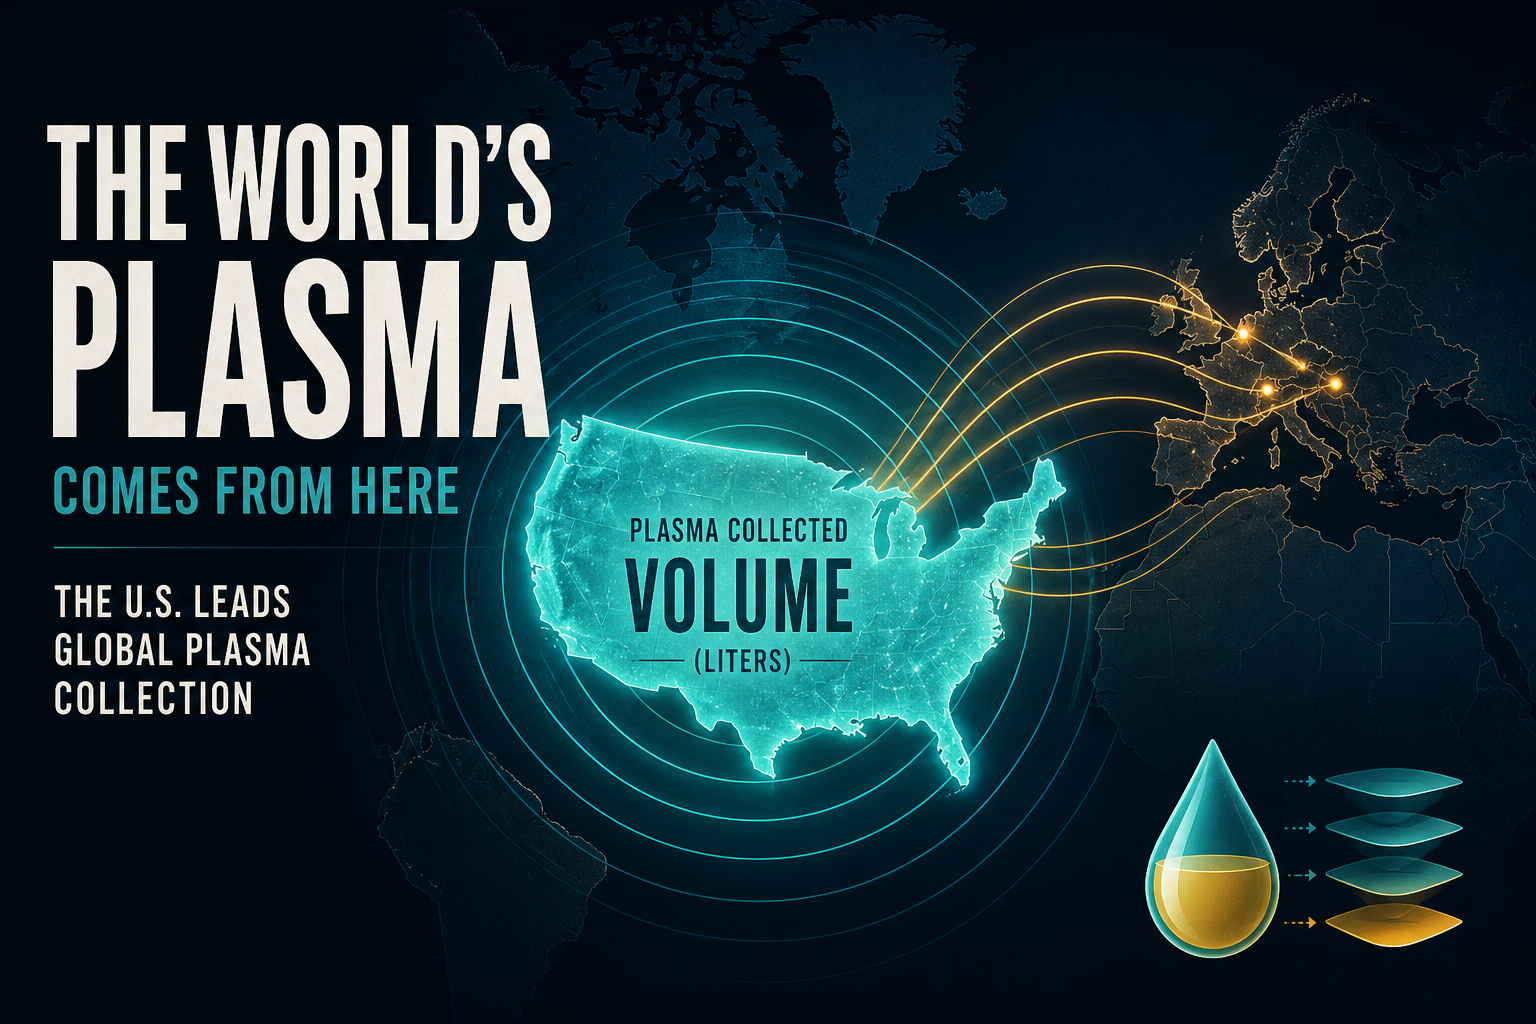 THE WORLD'S
PLASMA
COMES FROM HERE
THE U.S. LEADS
GLOBAL PLASMA
COLLECTION
PLASMA COLLECTED
VOLUME
(LITERS)